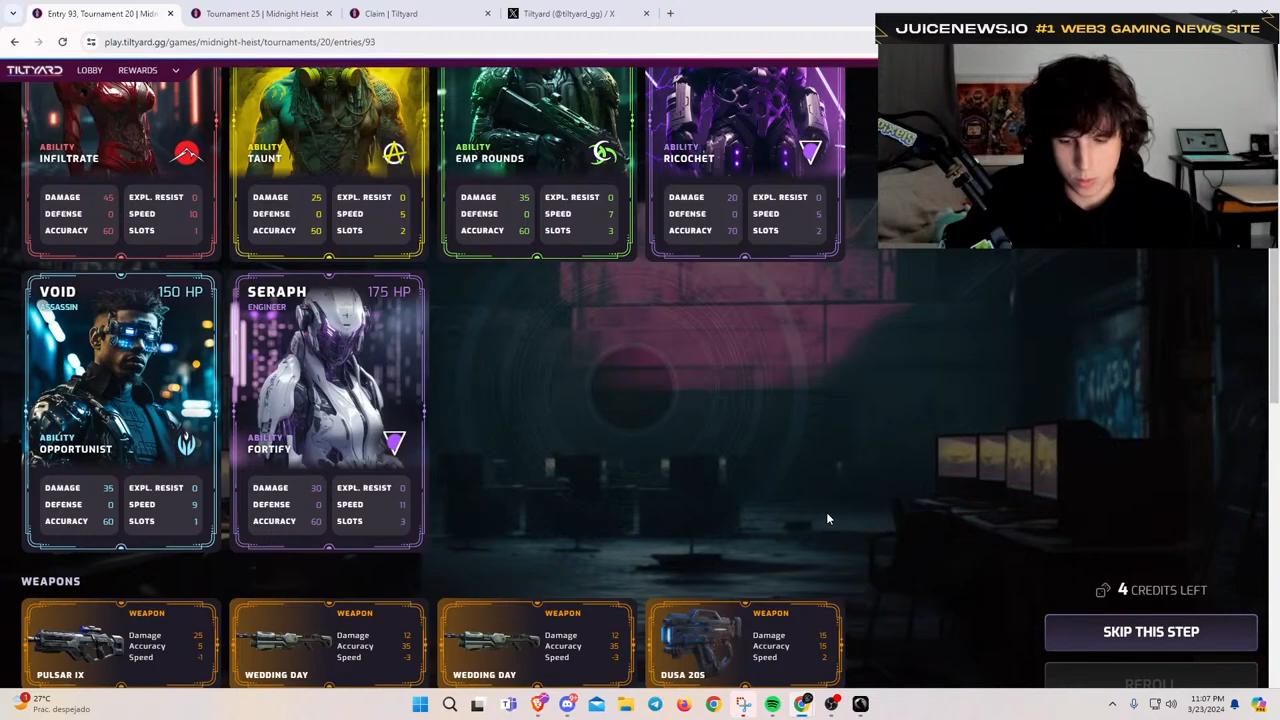 Entry 93, Tournament 20 | Midn
Tournament 25 | Midnight Heist
Claim | Tiltyard
Tiltyard (@tiltyard_gg) / X
JUICENEWS.IO #1 WEB3 GAMING NEWS SITE
play.tiltyard.gg/games/midnight-heist/tournaments/20/entries/93
TILTYARD LOBBY REWARDS
ABILITY
INFILTRATE
DAMAGE 45
DEFENSE 0
ACCURACY 60
EXPL. RESIST 0
SPEED 10
SLOTS 1
ABILITY
TAUNT
DAMAGE 25
DEFENSE 0
ACCURACY 50
EXPL. RESIST 0
SPEED 5
SLOTS 2
ABILITY
EMP ROUNDS
DAMAGE 35
DEFENSE 0
ACCURACY 60
EXPL. RESIST 0
SPEED 7
SLOTS 3
ABILITY
RICOCHET
DAMAGE 20
DEFENSE 0
ACCURACY 70
EXPL. RESIST 0
SPEED 5
SLOTS 2
VOID 150 HP
ASSASSIN
ABILITY
OPPORTUNIST
DAMAGE 35
DEFENSE 0
ACCURACY 60
EXPL. RESIST 0
SPEED 9
SLOTS 1
SERAPH 175 HP
ENGINEER
ABILITY
FORTIFY
DAMAGE 30
DEFENSE 0
ACCURACY 60
EXPL. RESIST 0
SPEED 11
SLOTS 3
WEAPONS
WEAPON
Damage 25
Accuracy 5
Speed -1
PULSAR IX
WEAPON
Damage 12
Accuracy 35
Speed -3
WEDDING DAY
WEAPON
Damage 12
Accuracy 35
Speed -3
WEDDING DAY
WEAPON
Damage 15
Accuracy 15
Speed 2
DUSA 20S
4 CREDITS LEFT
SKIP THIS STEP
REROLL
27°C
Prac. despejado
11:07 PM
3/23/2024